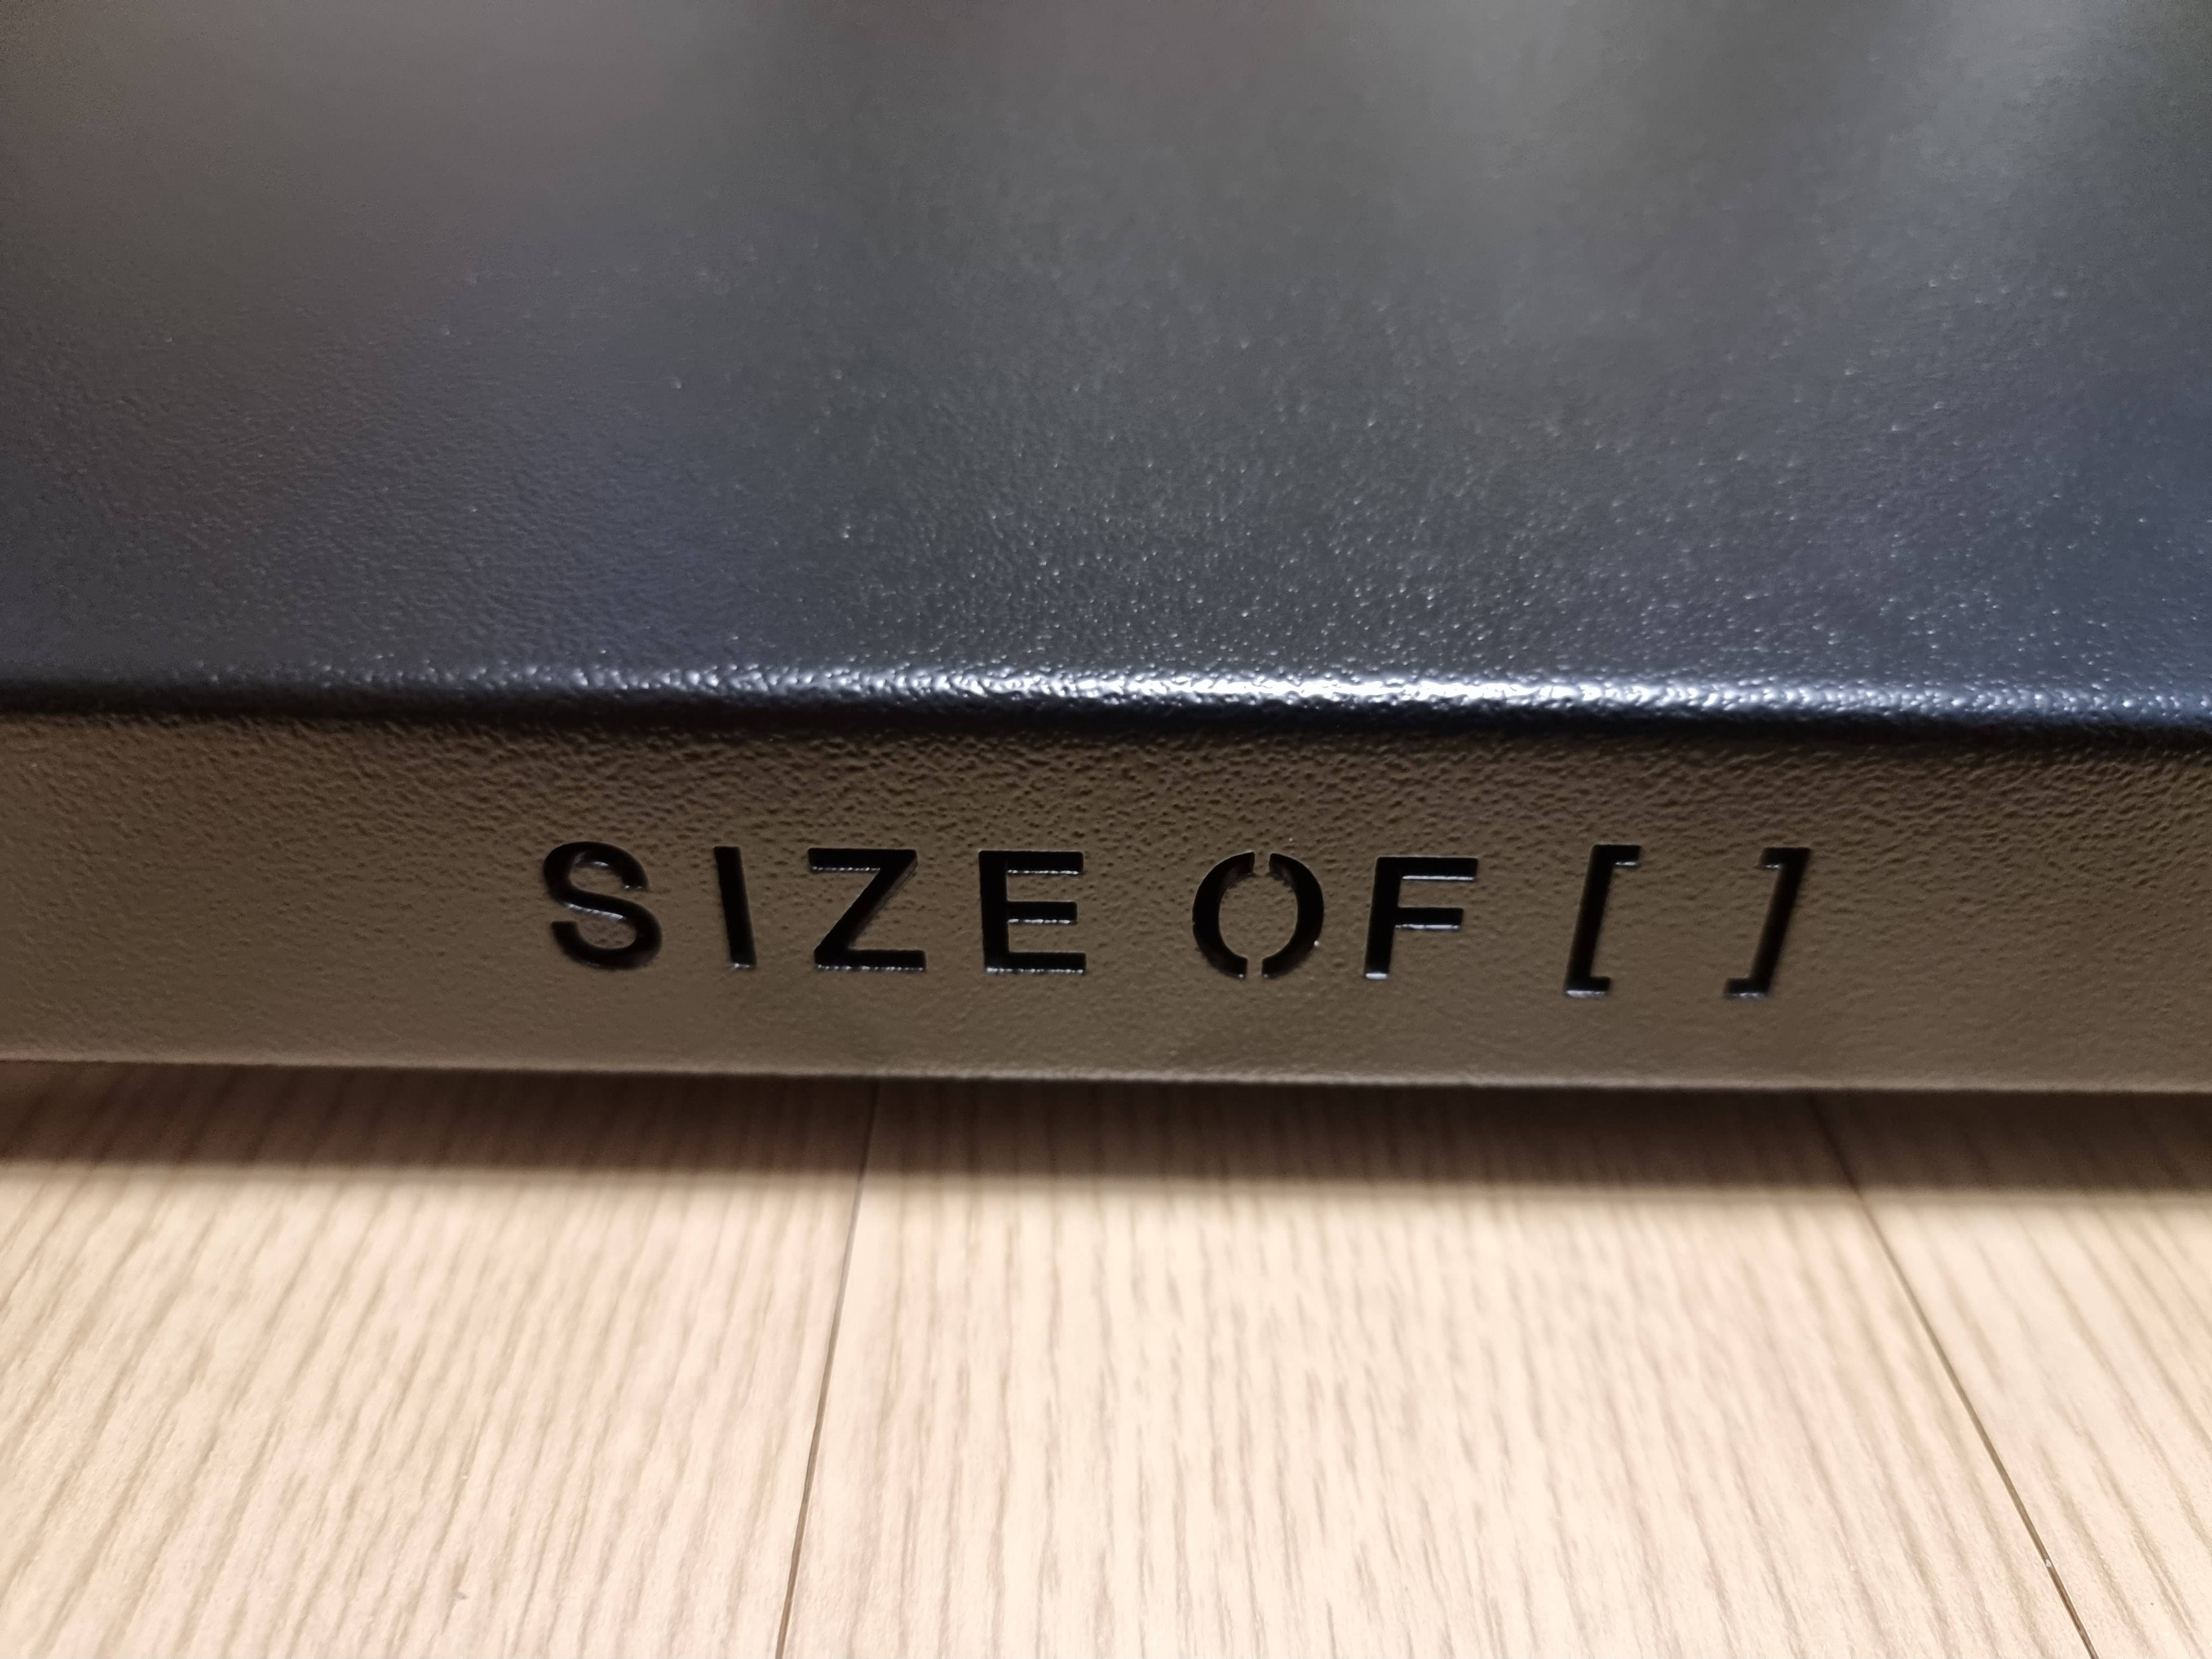 SIZE OF [ ]